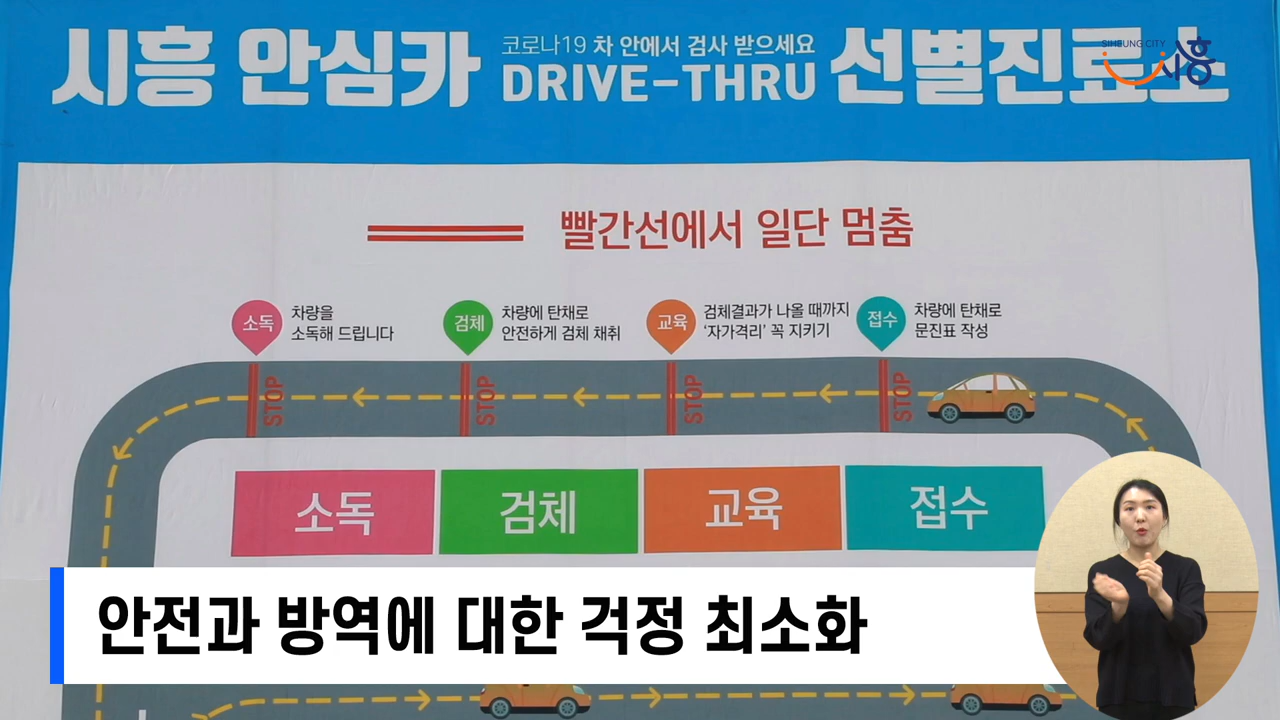 시흥 안심카 코로나19 차 안에서 검사 받으세요 DRIVE-THRU 선별진료소
SIHEUNG CITY
시흥
빨간선에서 일단 멈춤
소독 차량을 소독해 드립니다
검체 차량에 탄채로 안전하게 검체 채취
교육 검체결과가 나올 때까지 '자가격리' 꼭 지키기
접수 차량에 탄채로 문진표 작성
STOP STOP STOP STOP
소독 검체 교육 접수
안전과 방역에 대한 걱정 최소화